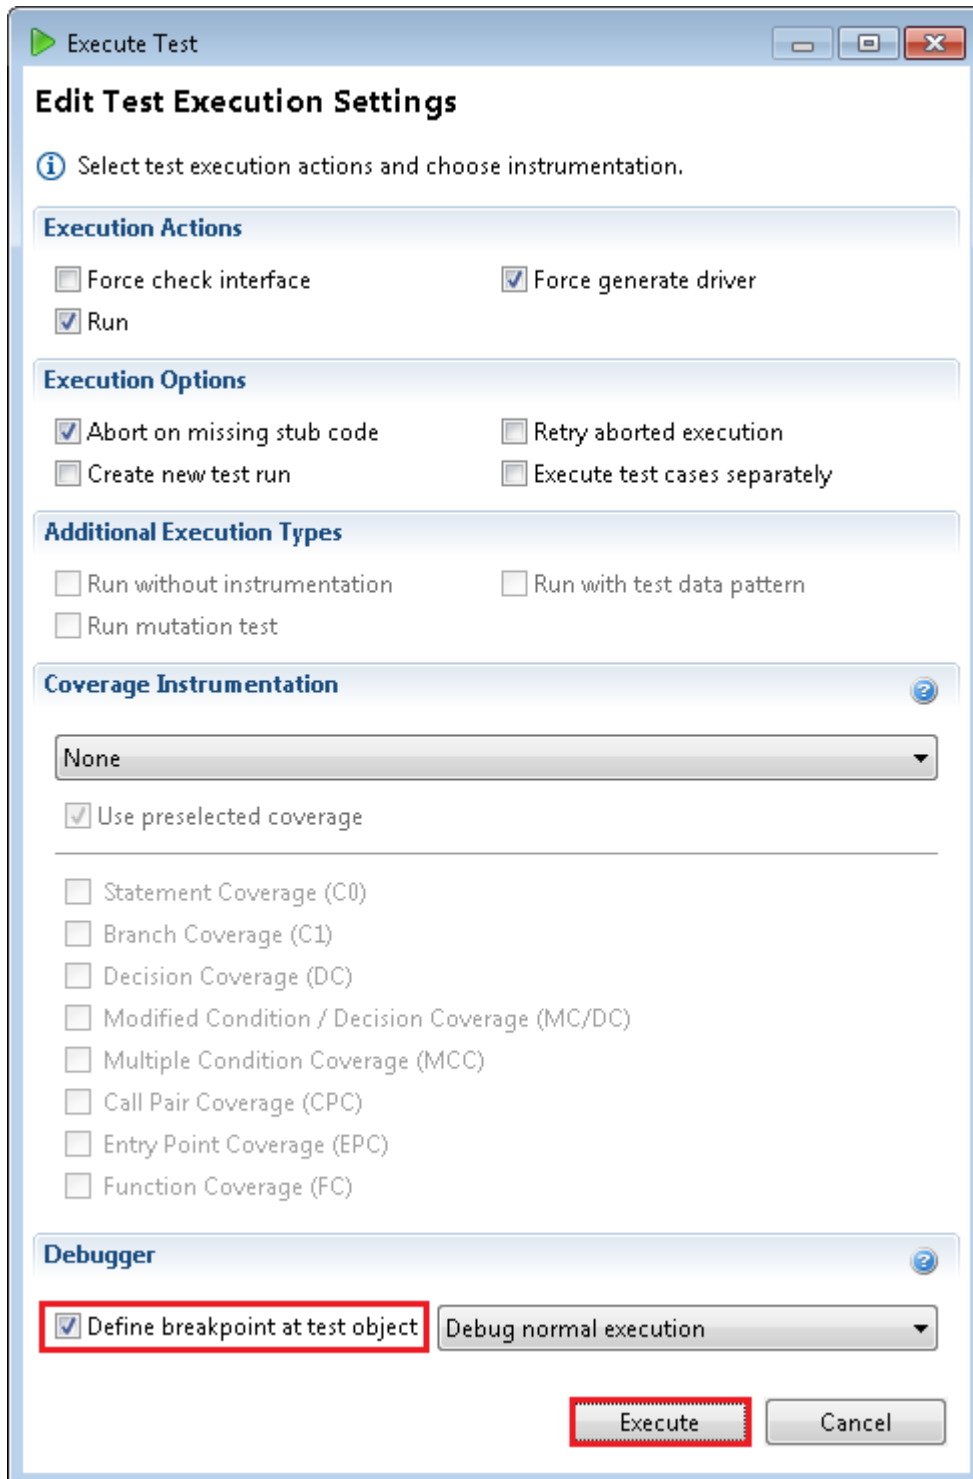 Execute Test
Edit Test Execution Settings
Select test execution actions and choose instrumentation.
Execution Actions
Force check interface
Force generate driver
Run
Execution Options
Abort on missing stub code
Retry aborted execution
Create new test run
Execute test cases separately
Additional Execution Types
Run without instrumentation
Run with test data pattern
Run mutation test
Coverage Instrumentation
None
Use preselected coverage
Statement Coverage (C0)
Branch Coverage (C1)
Decision Coverage (DC)
Modified Condition / Decision Coverage (MC/DC)
Multiple Condition Coverage (MCC)
Call Pair Coverage (CPC)
Entry Point Coverage (EPC)
Function Coverage (FC)
Debugger
Define breakpoint at test object
Debug normal execution
Execute
Cancel